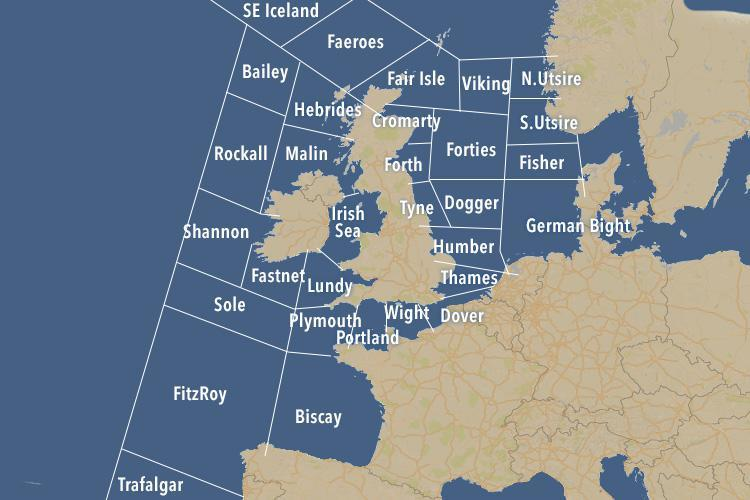 SE Iceland
Faeroes
Bailey
Fair Isle
Viking
N.Utsire
Hebrides
Cromarty
S.Utsire
Rockall
Malin
Forth
Forties
Fisher
Tyne
Dogger
Irish
Sea
Shannon
German Bight
Humber
Fastnet
Lundy
Thames
Sole
Plymouth
Wight
Dover
Portland
FitzRoy
Biscay
Trafalgar